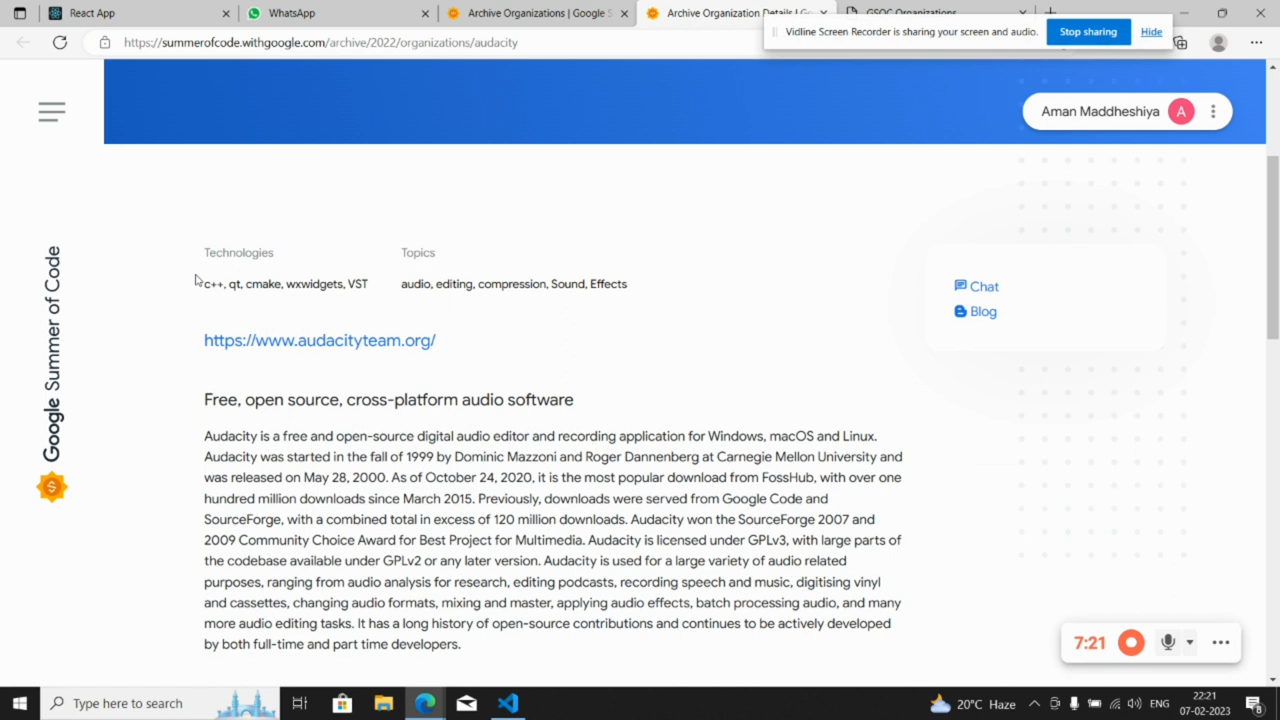 React App
WhatsApp
Archive Organizations | Google S
Archive Organization Details | G
GSOC Organizations
https://summerofcode.withgoogle.com/archive/2022/organizations/audacity
Vidline Screen Recorder is sharing your screen and audio.
Stop sharing
Hide
Aman Maddheshiya
A
Google Summer of Code
Technologies
Topics
c++, qt, cmake, wxwidgets, VST
audio, editing, compression, Sound, Effects
Chat
Blog
https://www.audacityteam.org/
Free, open source, cross-platform audio software
Audacity is a free and open-source digital audio editor and recording application for Windows, macOS and Linux.
Audacity was started in the fall of 1999 by Dominic Mazzoni and Roger Dannenberg at Carnegie Mellon University and
was released on May 28, 2000. As of October 24, 2020, it is the most popular download from FossHub, with over one
hundred million downloads since March 2015. Previously, downloads were served from Google Code and
SourceForge, with a combined total in excess of 120 million downloads. Audacity won the SourceForge 2007 and
2009 Community Choice Award for Best Project for Multimedia. Audacity is licensed under GPLv3, with large parts of
the codebase available under GPLv2 or any later version. Audacity is used for a large variety of audio related
purposes, ranging from audio analysis for research, editing podcasts, recording speech and music, digitising vinyl
and cassettes, changing audio formats, mixing and master, applying audio effects, batch processing audio, and many
more audio editing tasks. It has a long history of open-source contributions and continues to be actively developed
by both full-time and part time developers.
7:21
Type here to search
20°C Haze
ENG
22:21
07-02-2023
8